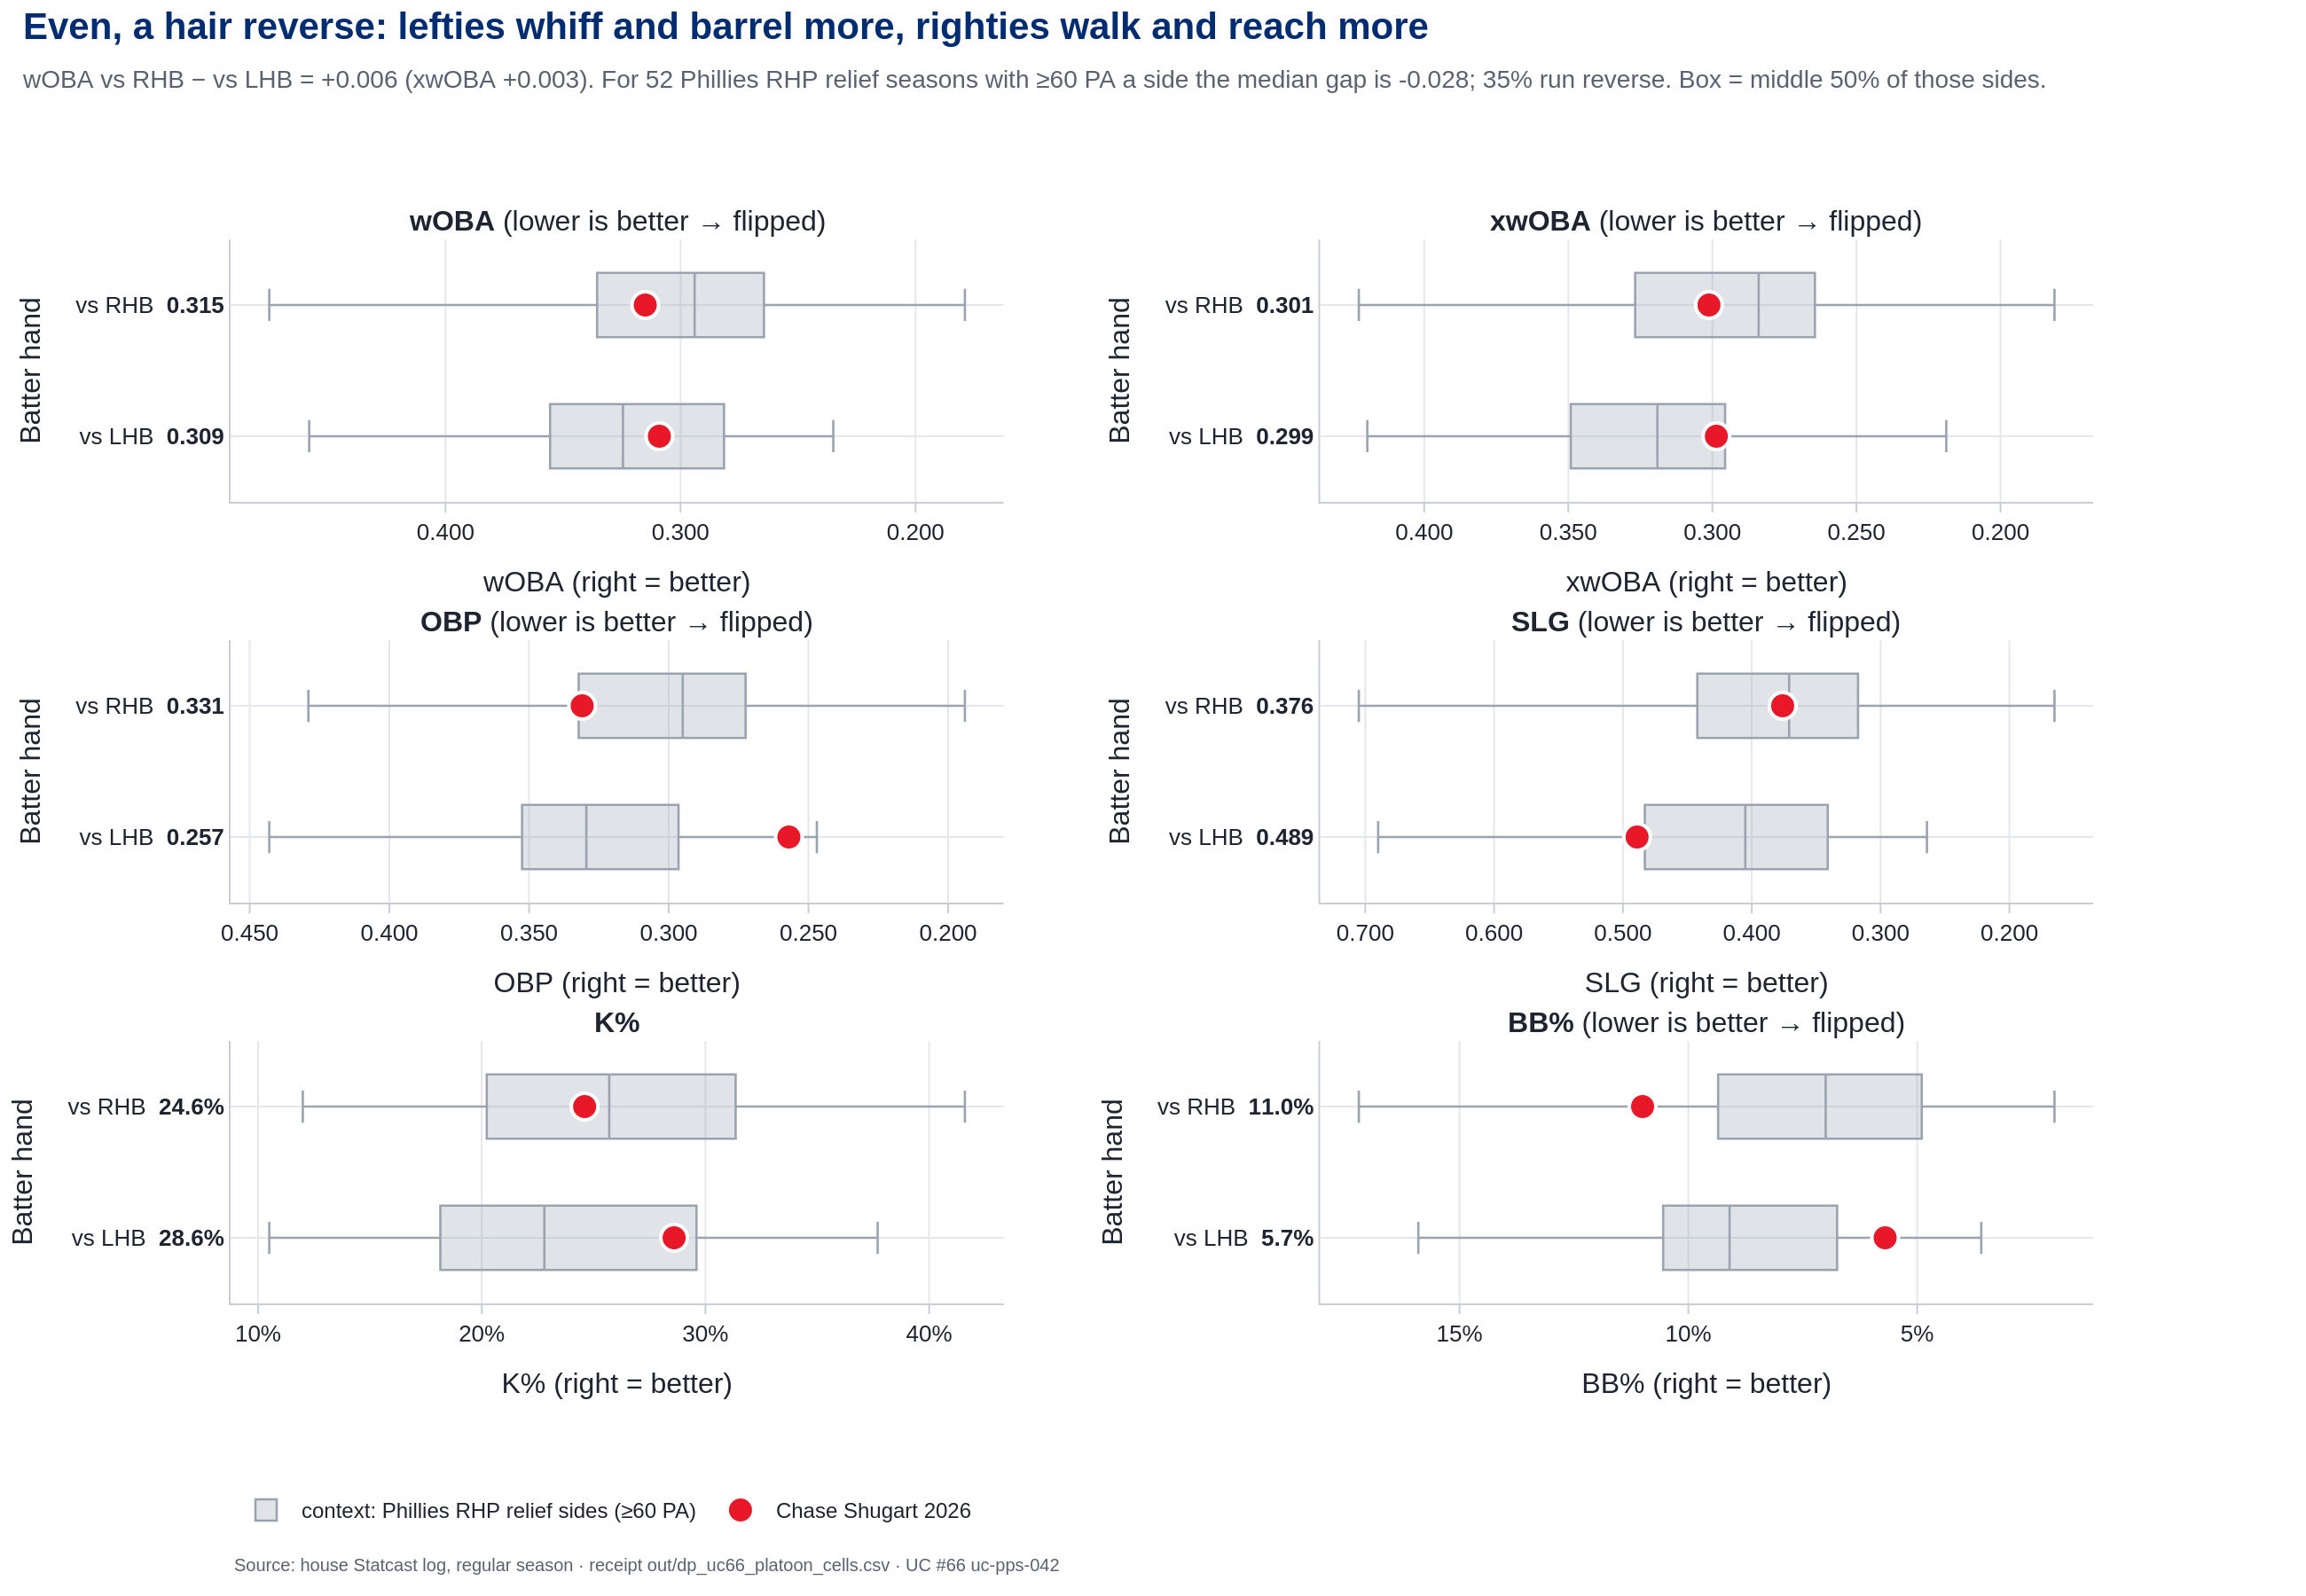 Even, a hair reverse: lefties whiff and barrel more, righties walk and reach more
wOBA vs RHB − vs LHB = +0.006 (xwOBA +0.003). For 52 Phillies RHP relief seasons with ≥60 PA a side the median gap is -0.028; 35% run reverse. Box = middle 50% of those sides.
wOBA (lower is better → flipped)
Batter hand
vs RHB 0.315
vs LHB 0.309
0.400 0.300 0.200
wOBA (right = better)
xwOBA (lower is better → flipped)
Batter hand
vs RHB 0.301
vs LHB 0.299
0.400 0.350 0.300 0.250 0.200
xwOBA (right = better)
OBP (lower is better → flipped)
Batter hand
vs RHB 0.331
vs LHB 0.257
0.450 0.400 0.350 0.300 0.250 0.200
OBP (right = better)
SLG (lower is better → flipped)
Batter hand
vs RHB 0.376
vs LHB 0.489
0.700 0.600 0.500 0.400 0.300 0.200
SLG (right = better)
K%
Batter hand
vs RHB 24.6%
vs LHB 28.6%
10% 20% 30% 40%
K% (right = better)
BB% (lower is better → flipped)
Batter hand
vs RHB 11.0%
vs LHB 5.7%
15% 10% 5%
BB% (right = better)
context: Phillies RHP relief sides (≥60 PA)
Chase Shugart 2026
Source: house Statcast log, regular season · receipt out/dp_uc66_platoon_cells.csv · UC #66 uc-pps-042